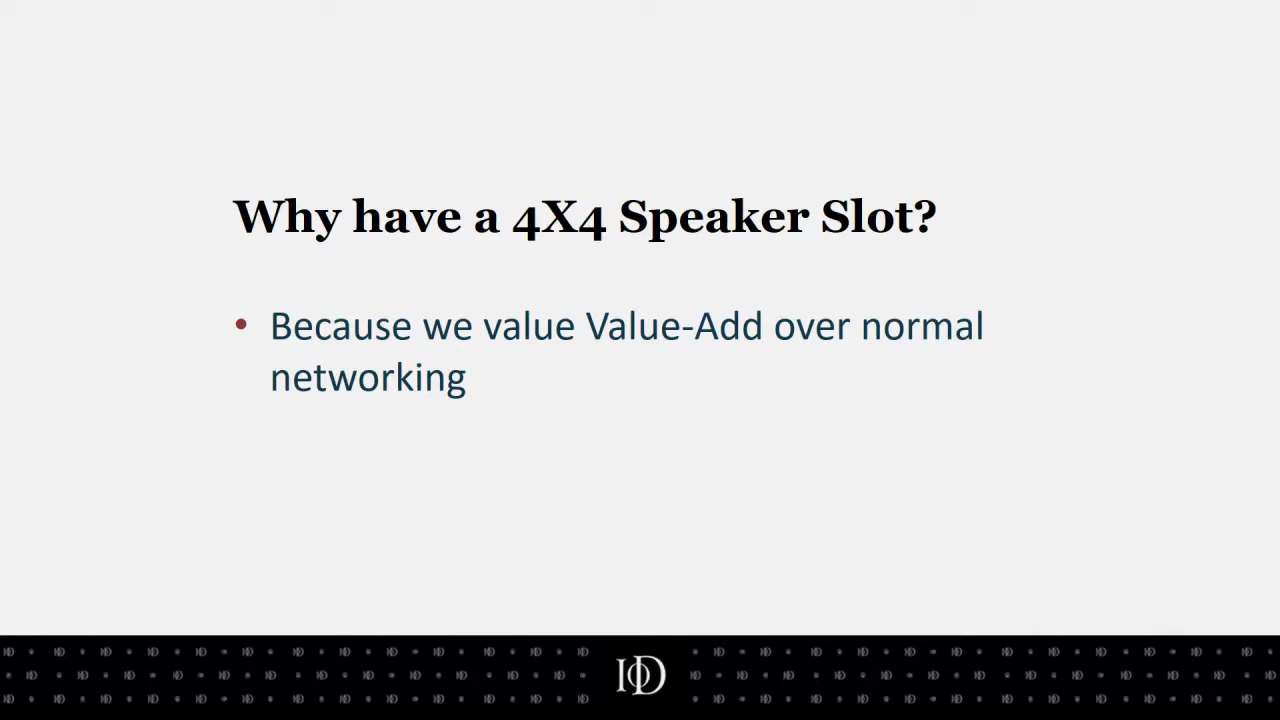 Why have a 4X4 Speaker Slot?
• Because we value Value-Add over normal
networking
IOD